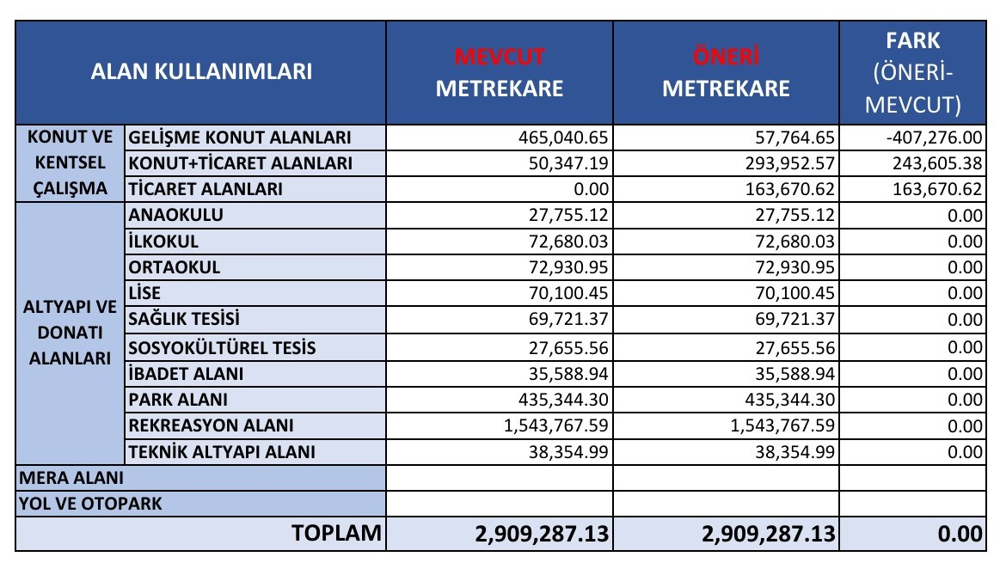 ALAN KULLANIMLARI MEVCUT METREKARE ÖNERİ METREKARE FARK (ÖNERİ-MEVCUT)
KONUT VE KENTSEL ÇALIŞMA
GELİŞME KONUT ALANLARI 465,040.65 57,764.65 -407,276.00
KONUT+TİCARET ALANLARI 50,347.19 293,952.57 243,605.38
TİCARET ALANLARI 0.00 163,670.62 163,670.62
ALTYAPI VE DONATI ALANLARI
ANAOKULU 27,755.12 27,755.12 0.00
İLKOKUL 72,680.03 72,680.03 0.00
ORTAOKUL 72,930.95 72,930.95 0.00
LİSE 70,100.45 70,100.45 0.00
SAĞLIK TESİSİ 69,721.37 69,721.37 0.00
SOSYOKÜLTÜREL TESİS 27,655.56 27,655.56 0.00
İBADET ALANI 35,588.94 35,588.94 0.00
PARK ALANI 435,344.30 435,344.30 0.00
REKREASYON ALANI 1,543,767.59 1,543,767.59 0.00
TEKNİK ALTYAPI ALANI 38,354.99 38,354.99 0.00
MERA ALANI
YOL VE OTOPARK
TOPLAM 2,909,287.13 2,909,287.13 0.00